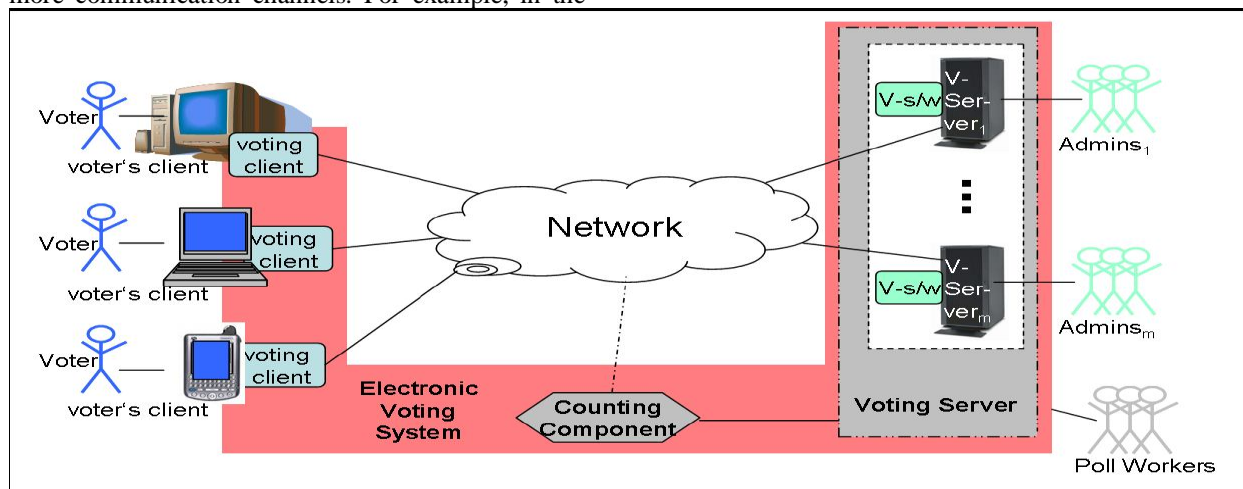 more communication channels. For example, in the
Voter
voter's client
voting
client
Voter
voter's client
voting
client
Voter
voter's client
voting
client
Network
Electronic
Voting
System
Counting
Component
V-s/w
V-
Ser-
ver1
Admins1
V-s/w
V-
Ser-
verm
Adminsm
Voting Server
Poll Workers